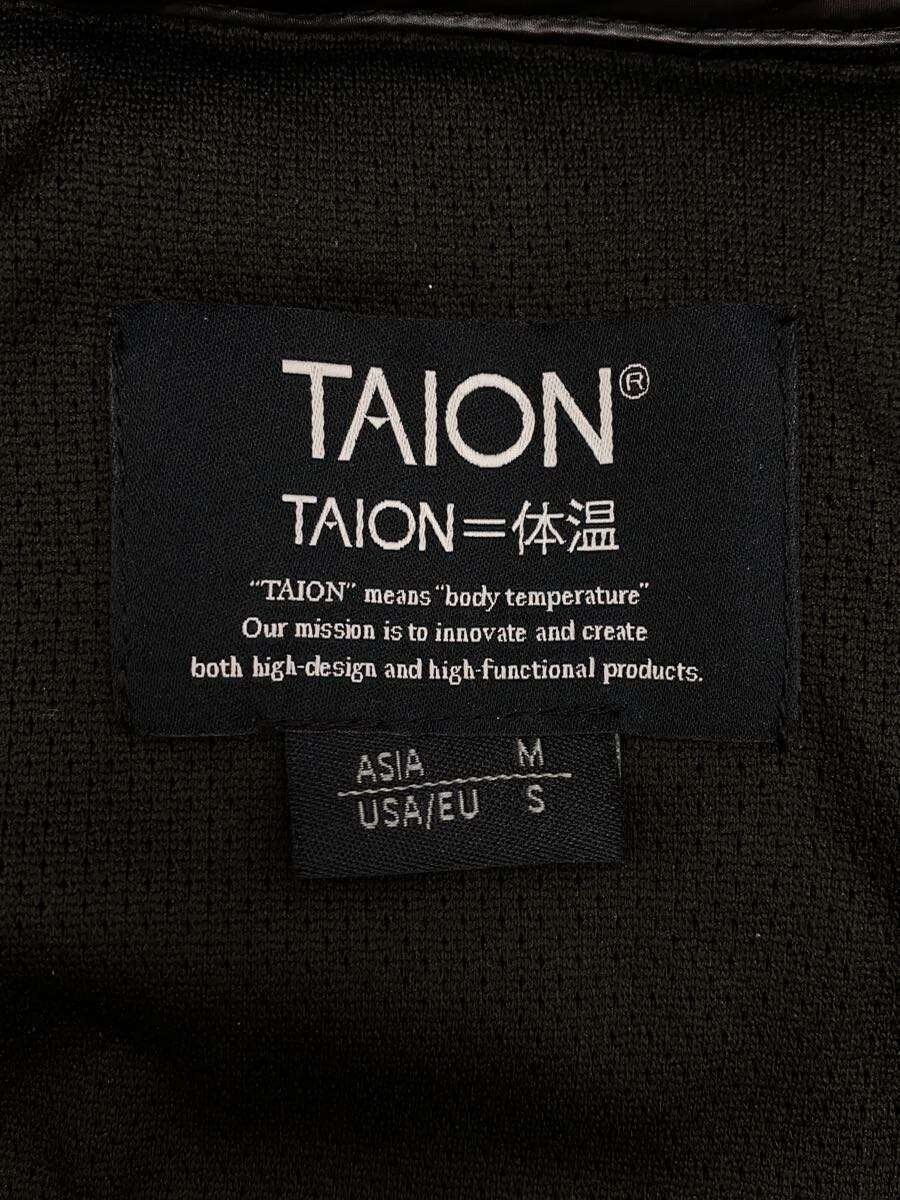 TAION®
TAION=体温
"TAION" means "body temperature"
Our mission is to innovate and create
both high-design and high-functional products.
ASIA M
USA/EU S